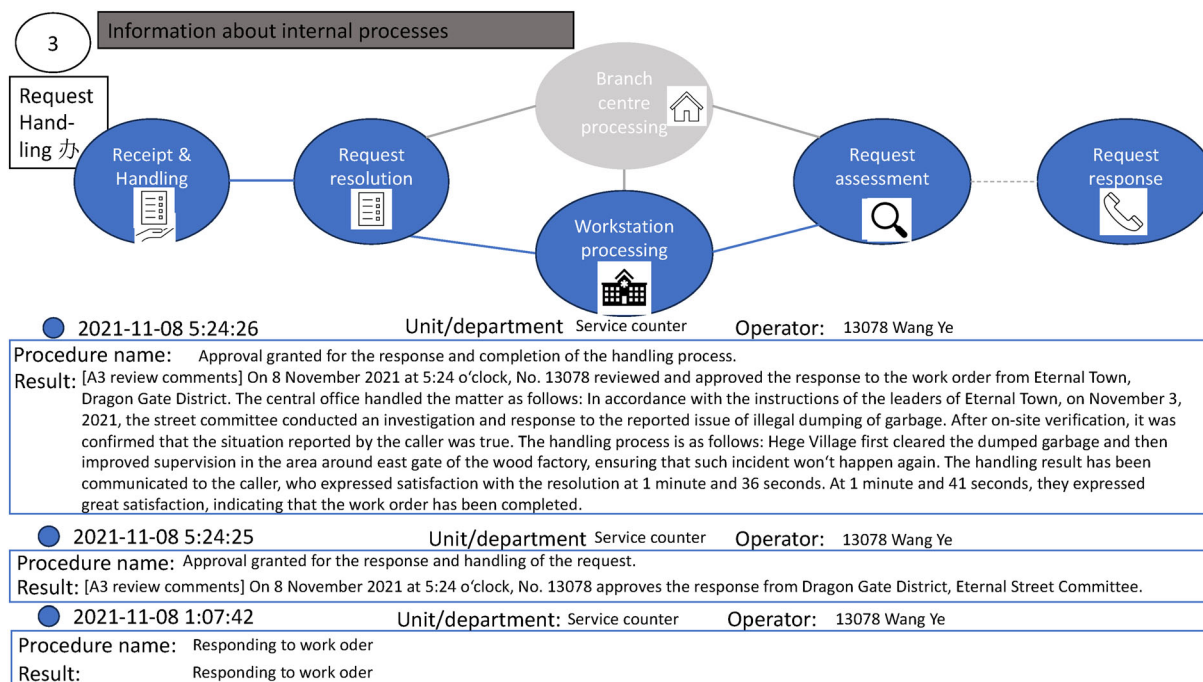 3
Information about internal processes
Request
Hand-
ling 办
Receipt &
Handling
Request
resolution
Branch
centre
processing
Workstation
processing
Request
assessment
Request
response
2021-11-08 5:24:26 Unit/department Service counter Operator: 13078 Wang Ye
Procedure name: Approval granted for the response and completion of the handling process.
Result: [A3 review comments] On 8 November 2021 at 5:24 o‘clock, No. 13078 reviewed and approved the response to the work order from Eternal Town,
Dragon Gate District. The central office handled the matter as follows: In accordance with the instructions of the leaders of Eternal Town, on November 3,
2021, the street committee conducted an investigation and response to the reported issue of illegal dumping of garbage. After on-site verification, it was
confirmed that the situation reported by the caller was true. The handling process is as follows: Hege Village first cleared the dumped garbage and then
improved supervision in the area around east gate of the wood factory, ensuring that such incident won‘t happen again. The handling result has been
communicated to the caller, who expressed satisfaction with the resolution at 1 minute and 36 seconds. At 1 minute and 41 seconds, they expressed
great satisfaction, indicating that the work order has been completed.
2021-11-08 5:24:25 Unit/department Service counter Operator: 13078 Wang Ye
Procedure name: Approval granted for the response and handling of the request.
Result: [A3 review comments] On 8 November 2021 at 5:24 o‘clock, No. 13078 approves the response from Dragon Gate District, Eternal Street Committee.
2021-11-08 1:07:42 Unit/department: Service counter Operator: 13078 Wang Ye
Procedure name: Responding to work oder
Result: Responding to work oder